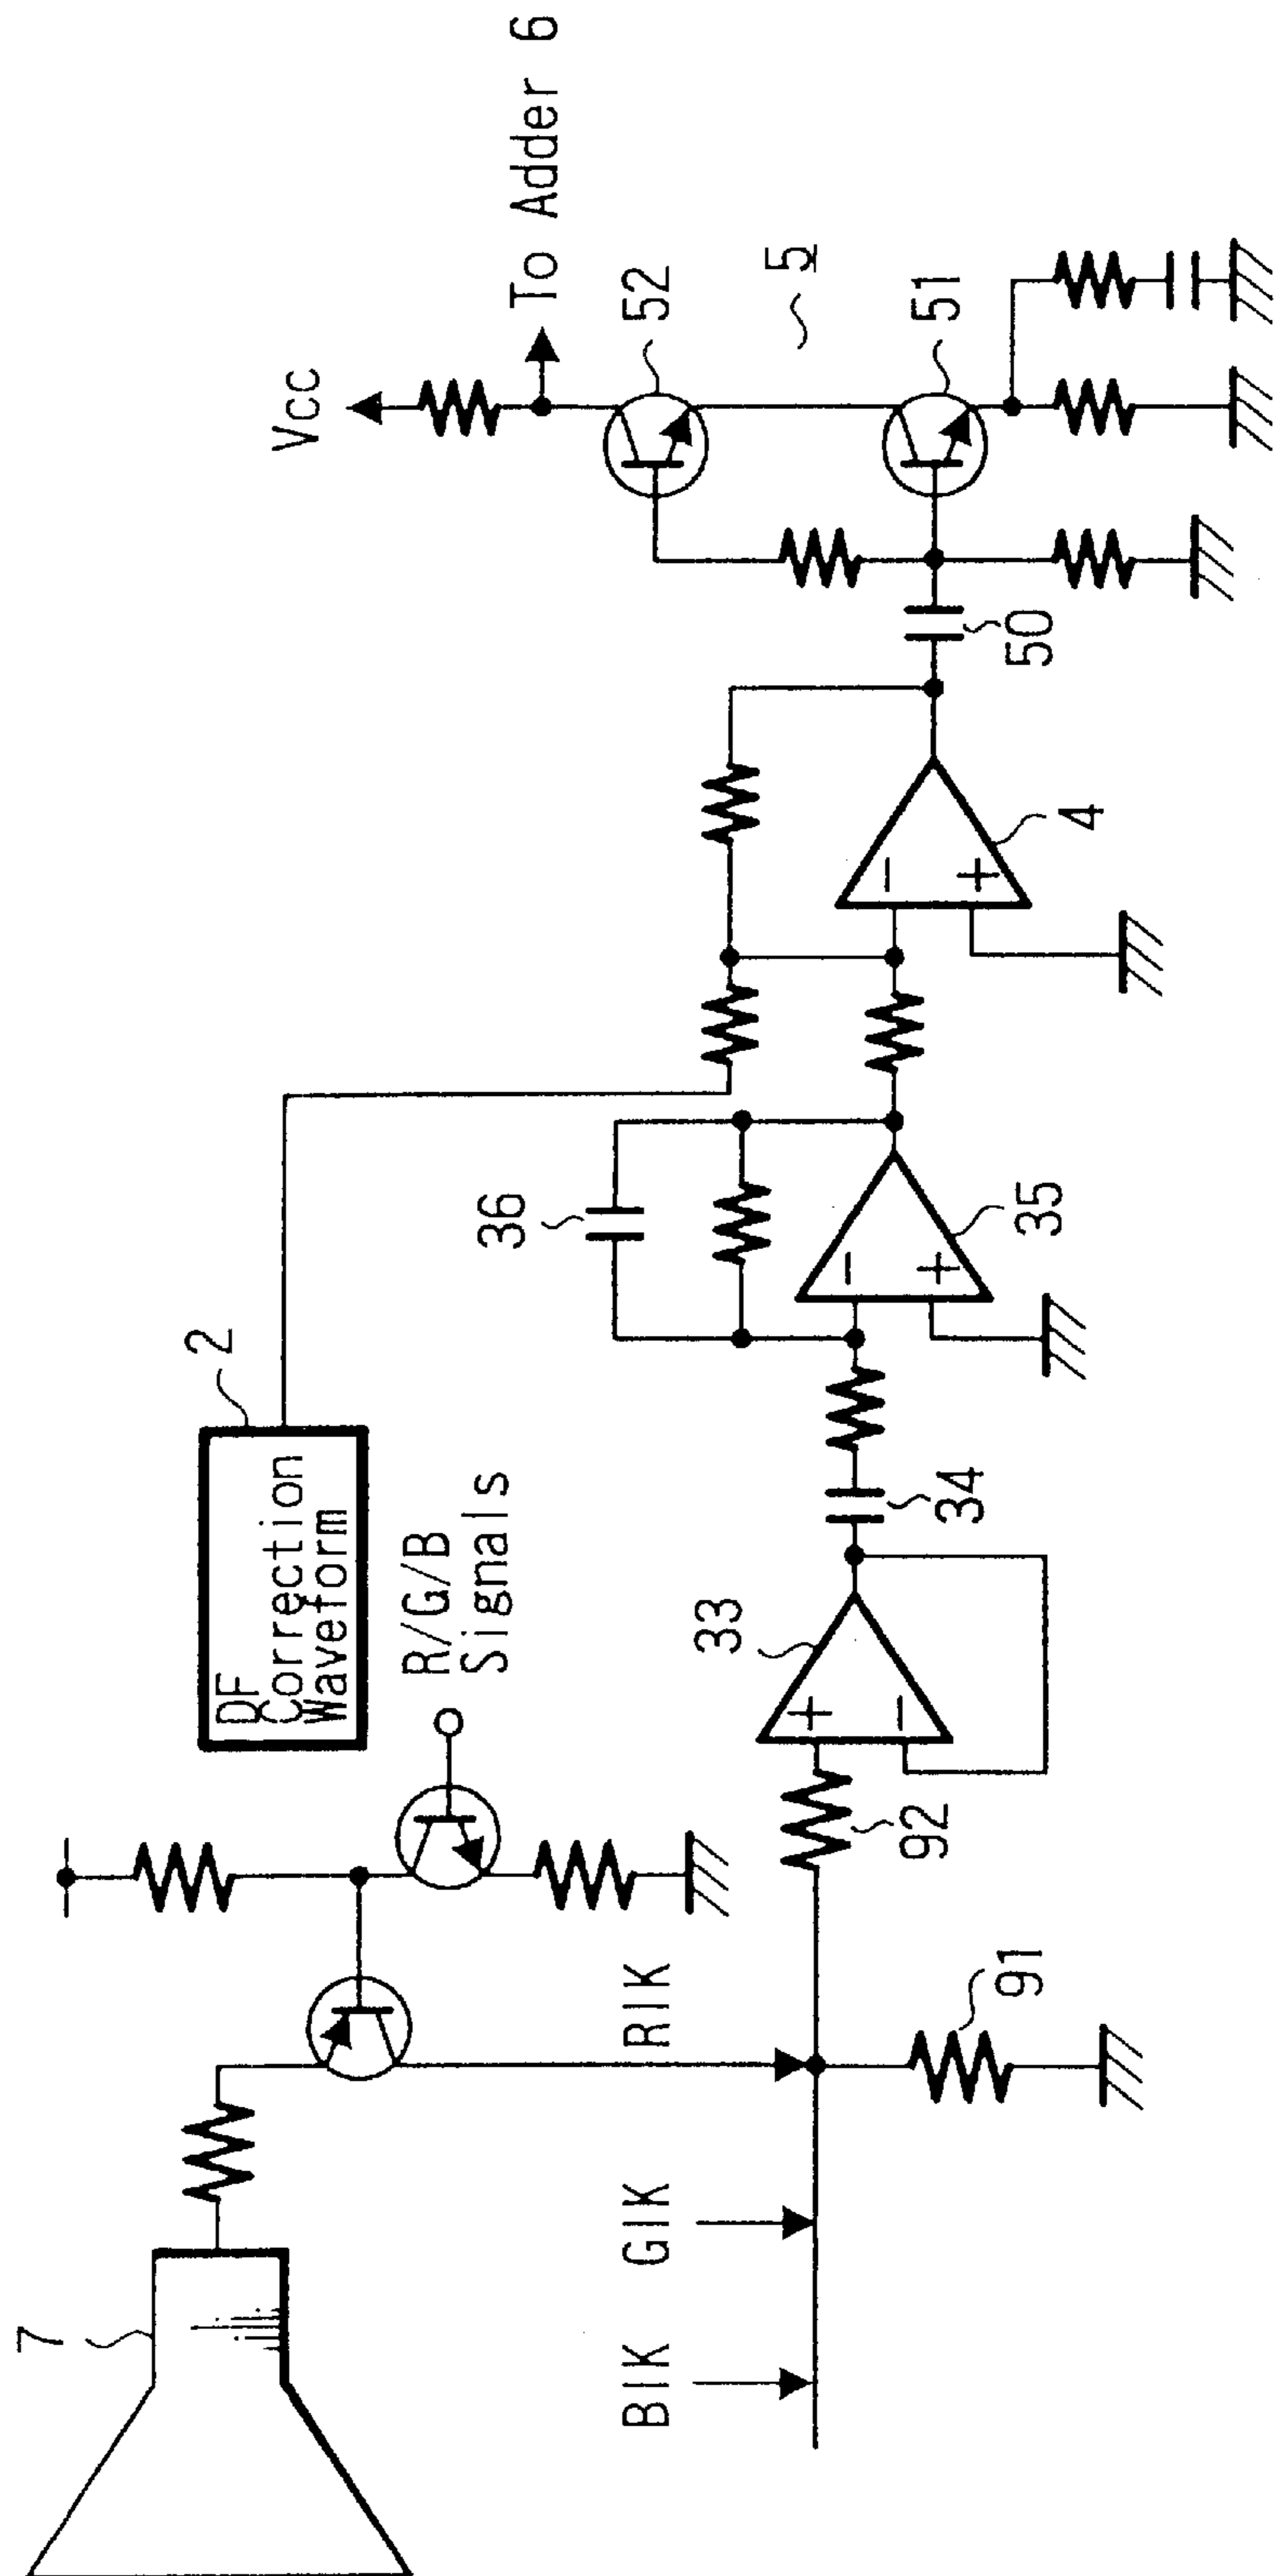 7
2
DF
Correction
Waveform
R/G/B
Signals
BIK
GIK
RIK
91
92
33
34
35
36
4
50
51
52
5
Vcc
To Adder 6
+
−
−
+
−
+